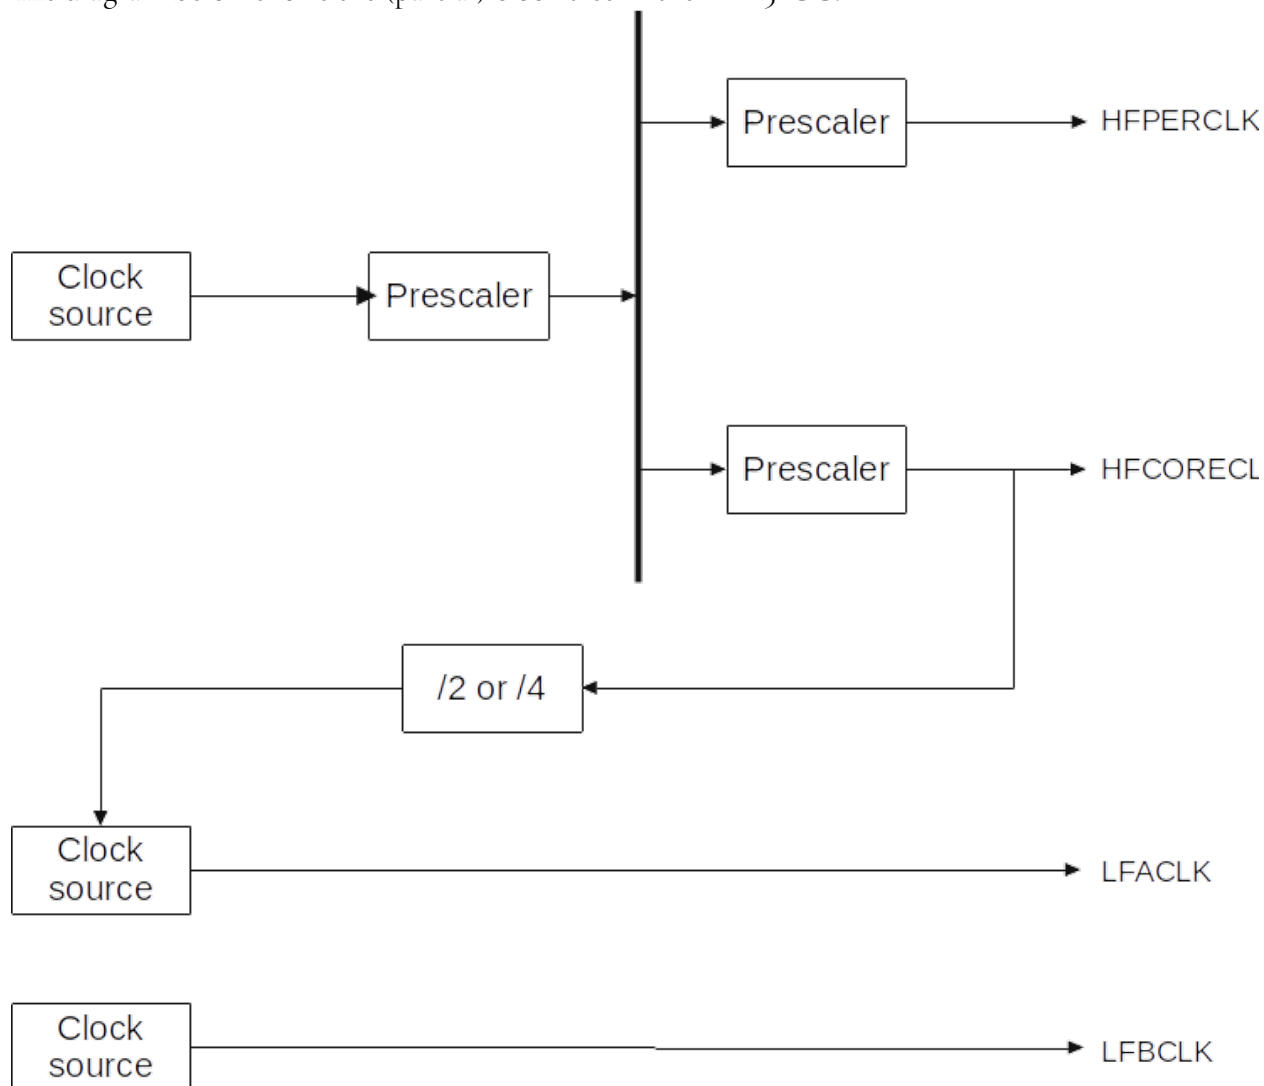 Prescaler
HFPERCLK
Clock
source
Prescaler
Prescaler
HFCORECL
/2 or /4
Clock
source
LFACLK
Clock
source
LFBCLK